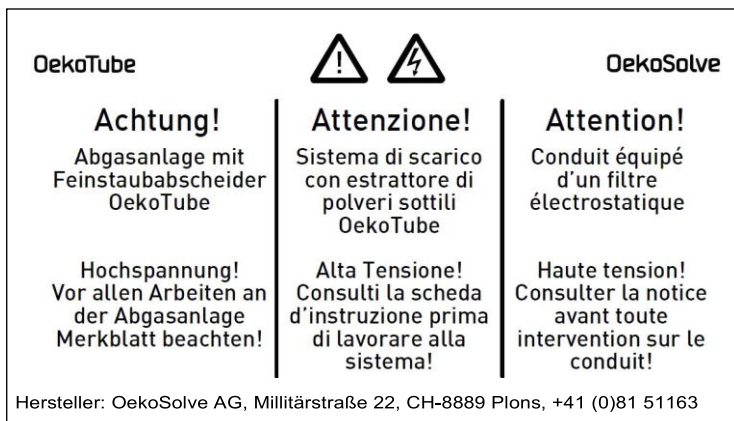 OekoTube
OekoSolve
Achtung!
Abgasanlage mit
Feinstaubabscheider
OekoTube
Hochspannung!
Vor allen Arbeiten an
der Abgasanlage
Merkblatt beachten!
Attenzione!
Sistema di scarico
con estrattore di
polveri sottili
OekoTube
Alta Tensione!
Consulti la scheda
d'instruzione prima
di lavorare alla
sistema!
Attention!
Conduit équipé
d'un filtre
électrostatique
Haute tension!
Consulter la notice
avant toute
intervention sur le
conduit!
Hersteller: OekoSolve AG, Millitärstraße 22, CH-8889 Plons, +41 (0)81 51163